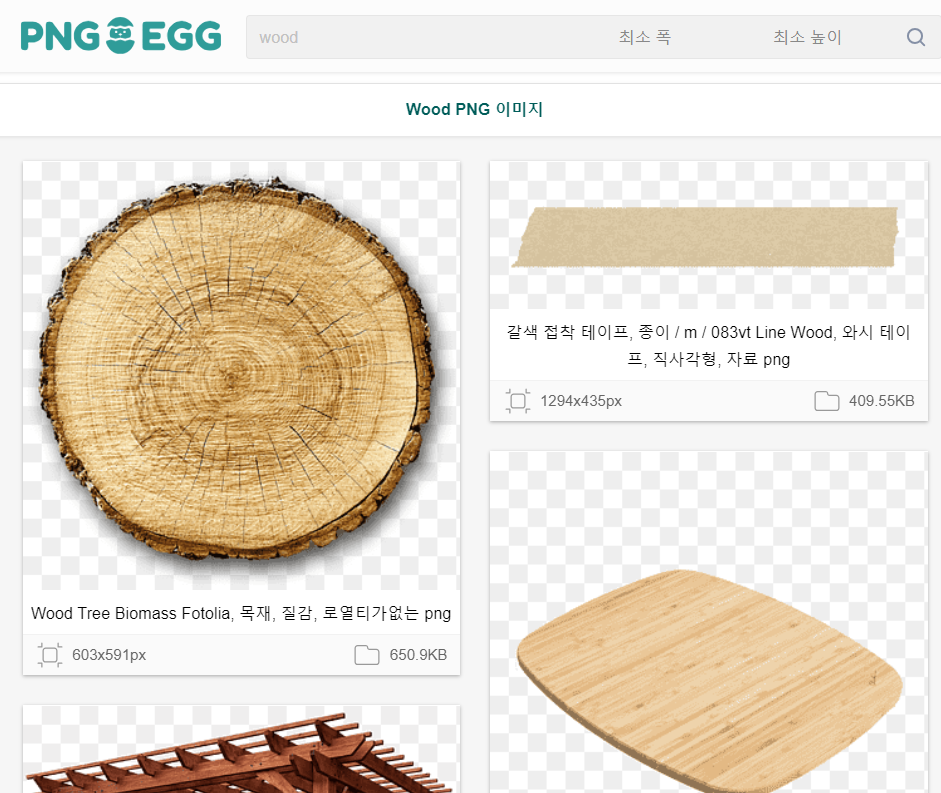 PNG EGG
wood
최소 폭
최소 높이
Wood PNG 이미지
Wood Tree Biomass Fotolia, 목재, 질감, 로열티가없는 png
603x591px
650.9KB
갈색 접착 테이프, 종이 / m / 083vt Line Wood, 와시 테이
프, 직사각형, 자료 png
1294x435px
409.55KB